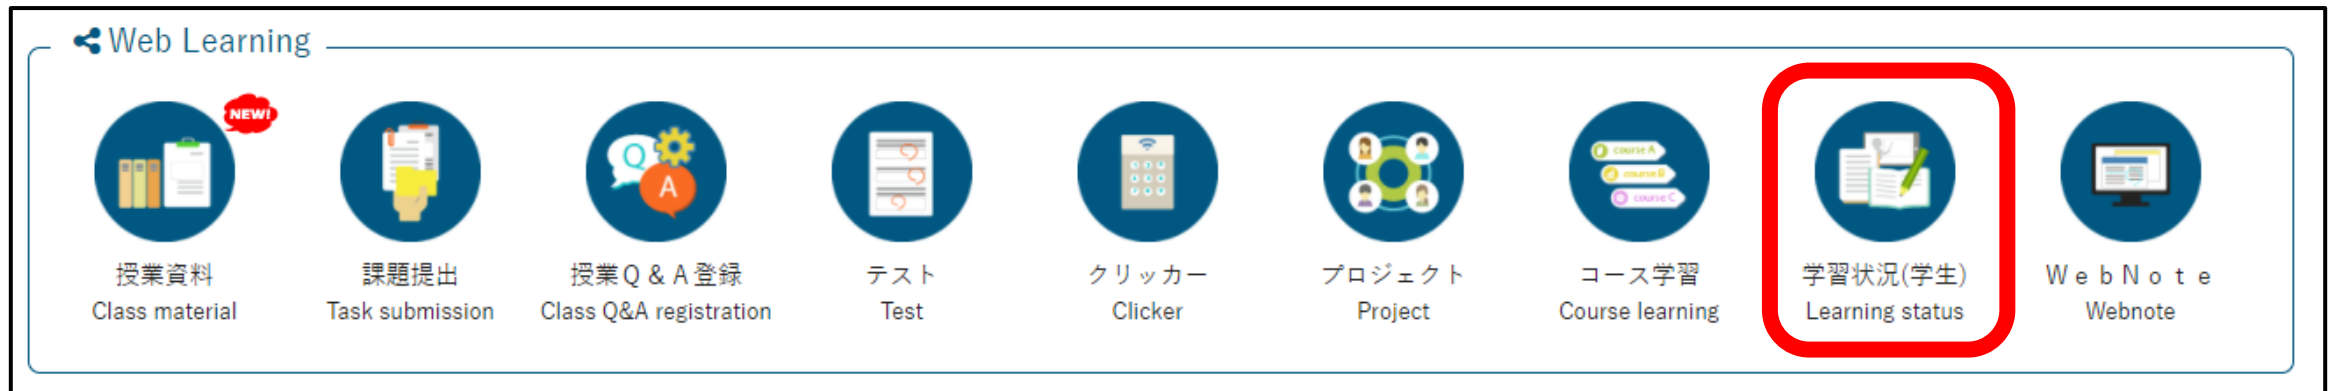 Web Learning
NEW!
授業資料
Class material
課題提出
Task submission
Q
A
授業Ｑ＆Ａ登録
Class Q&A registration
テスト
Test
クリッカー
Clicker
プロジェクト
Project
course A
course B
course C
コース学習
Course learning
学習状況(学生)
Learning status
ＷｅｂＮｏｔｅ
Webnote